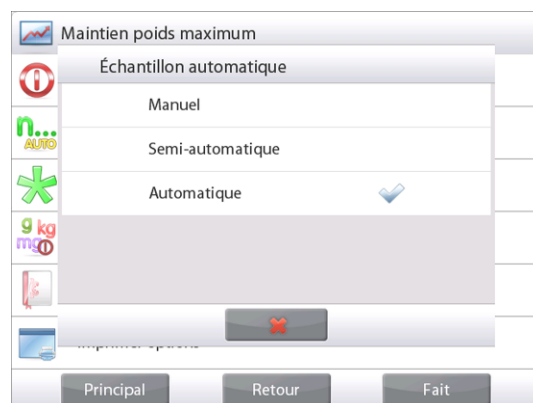 Maintien poids maximum
Échantillon automatique
Manuel
n...
AUTO
Semi-automatique
Automatique
g kg
mg
Principal Retour Fait